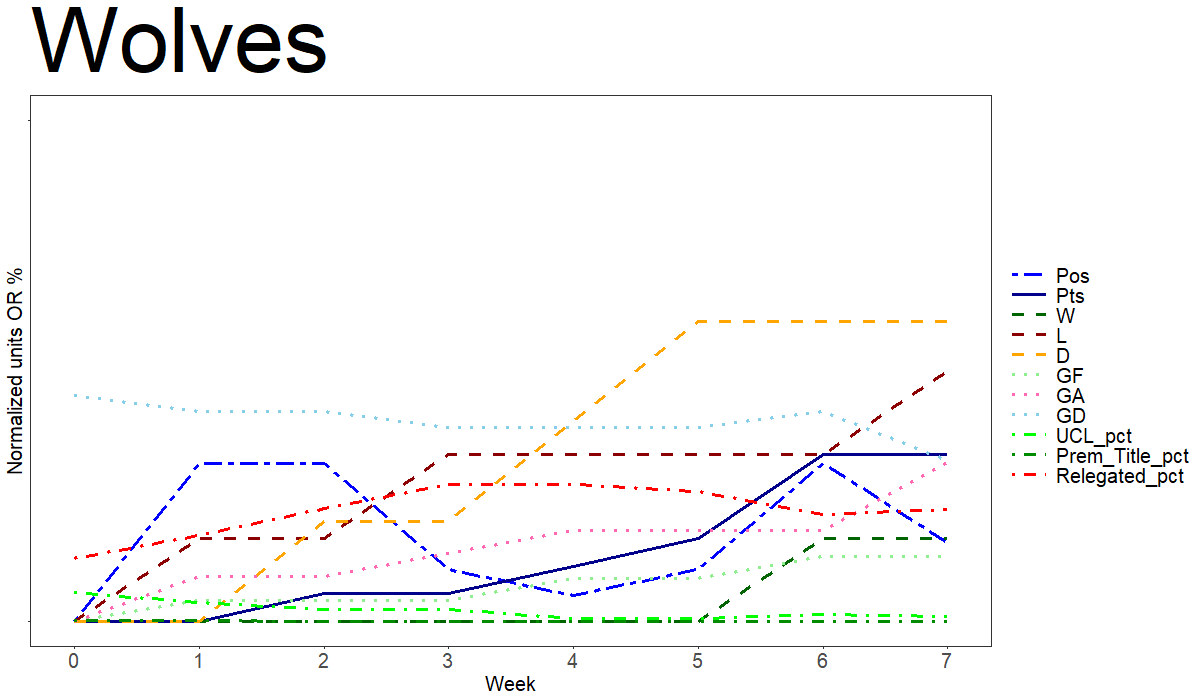 Wolves
Normalized units OR %
0 1 2 3 4 5 6 7
Week
Pos
Pts
W
L
D
GF
GA
GD
UCL_pct
Prem_Title_pct
Relegated_pct